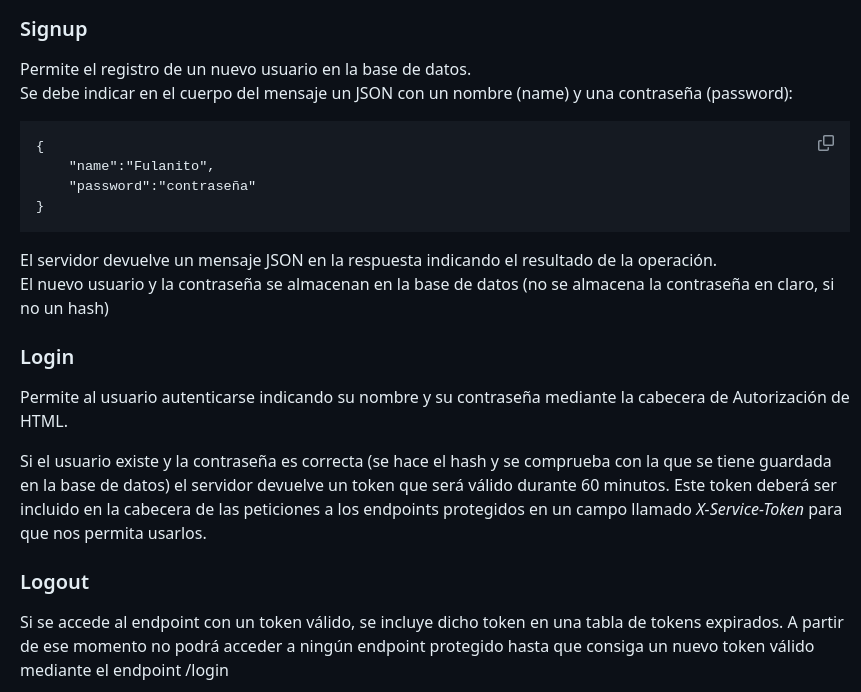 Signup
Permite el registro de un nuevo usuario en la base de datos.
Se debe indicar en el cuerpo del mensaje un JSON con un nombre (name) y una contraseña (password):
{
    "name":"Fulanito",
    "password":"contraseña"
}
El servidor devuelve un mensaje JSON en la respuesta indicando el resultado de la operación.
El nuevo usuario y la contraseña se almacenan en la base de datos (no se almacena la contraseña en claro, si
no un hash)
Login
Permite al usuario autenticarse indicando su nombre y su contraseña mediante la cabecera de Autorización de
HTML.
Si el usuario existe y la contraseña es correcta (se hace el hash y se comprueba con la que se tiene guardada
en la base de datos) el servidor devuelve un token que será válido durante 60 minutos. Este token deberá ser
incluido en la cabecera de las peticiones a los endpoints protegidos en un campo llamado X-Service-Token para
que nos permita usarlos.
Logout
Si se accede al endpoint con un token válido, se incluye dicho token en una tabla de tokens expirados. A partir
de ese momento no podrá acceder a ningún endpoint protegido hasta que consiga un nuevo token válido
mediante el endpoint /login